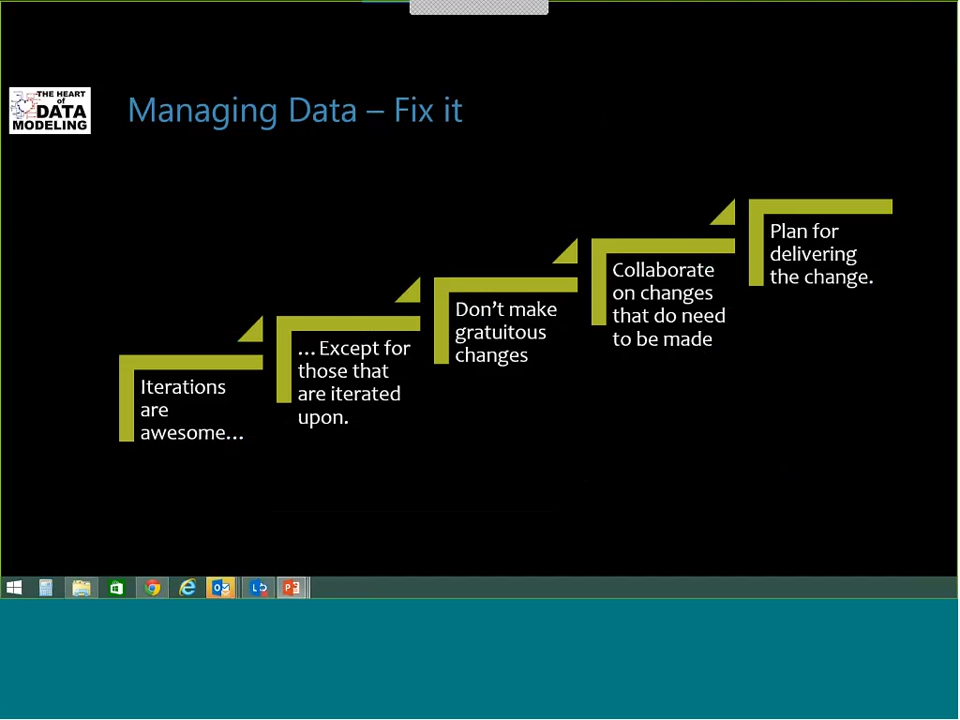 THE HEART
of
DATA
MODELING
Managing Data – Fix it
Iterations
are
awesome…
…Except for
those that
are iterated
upon.
Don’t make
gratuitous
changes
Collaborate
on changes
that do need
to be made
Plan for
delivering
the change.